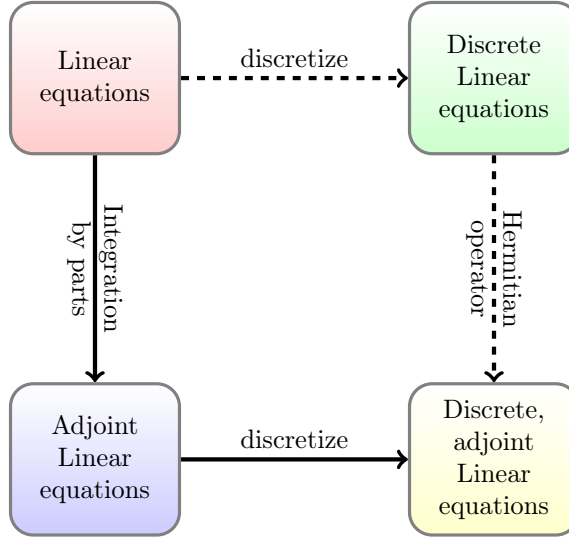 Linear
equations
discretize
Discrete
Linear
equations
Integration
by parts
Hermitian
operator
Adjoint
Linear
equations
discretize
Discrete,
adjoint
Linear
equations